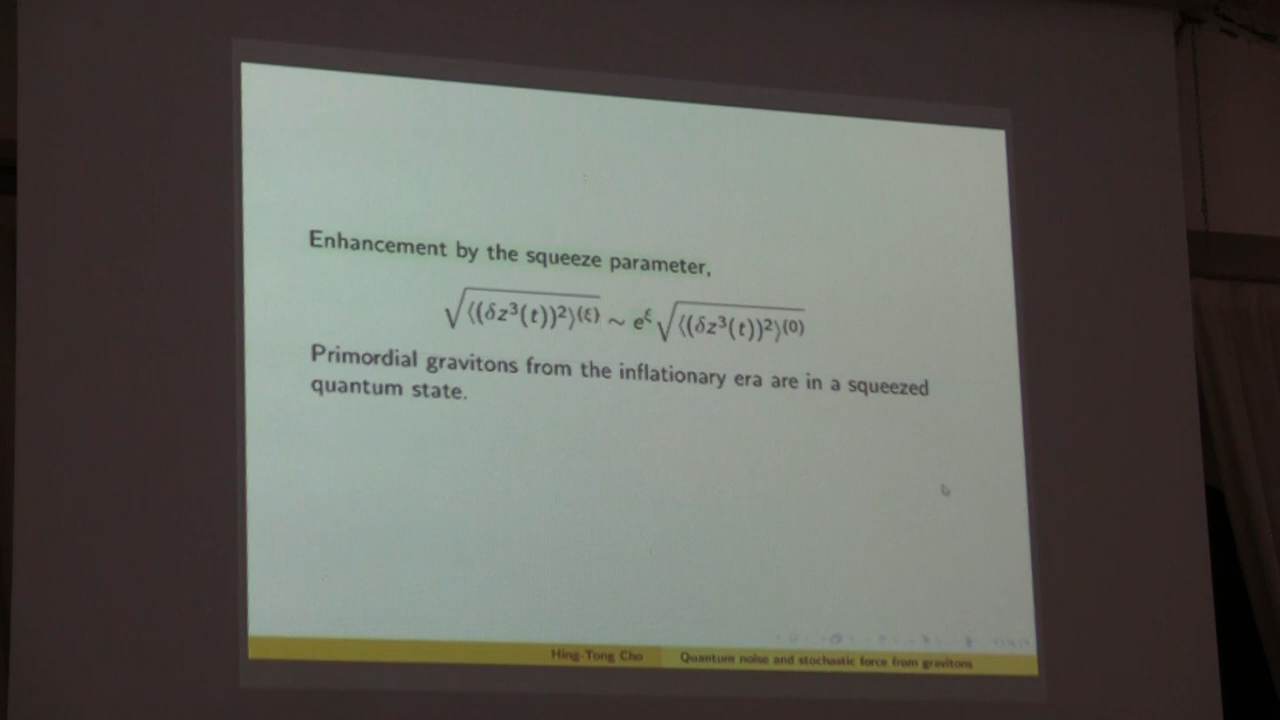 Enhancement by the squeeze parameter,
√⟨(δz³(t))²⟩⁽ξ⁾ ~ e^ξ √⟨(δz³(t))²⟩⁽⁰⁾
Primordial gravitons from the inflationary era are in a squeezed
quantum state.
Hing-Tong Cho Quantum noise and stochastic force from gravitons